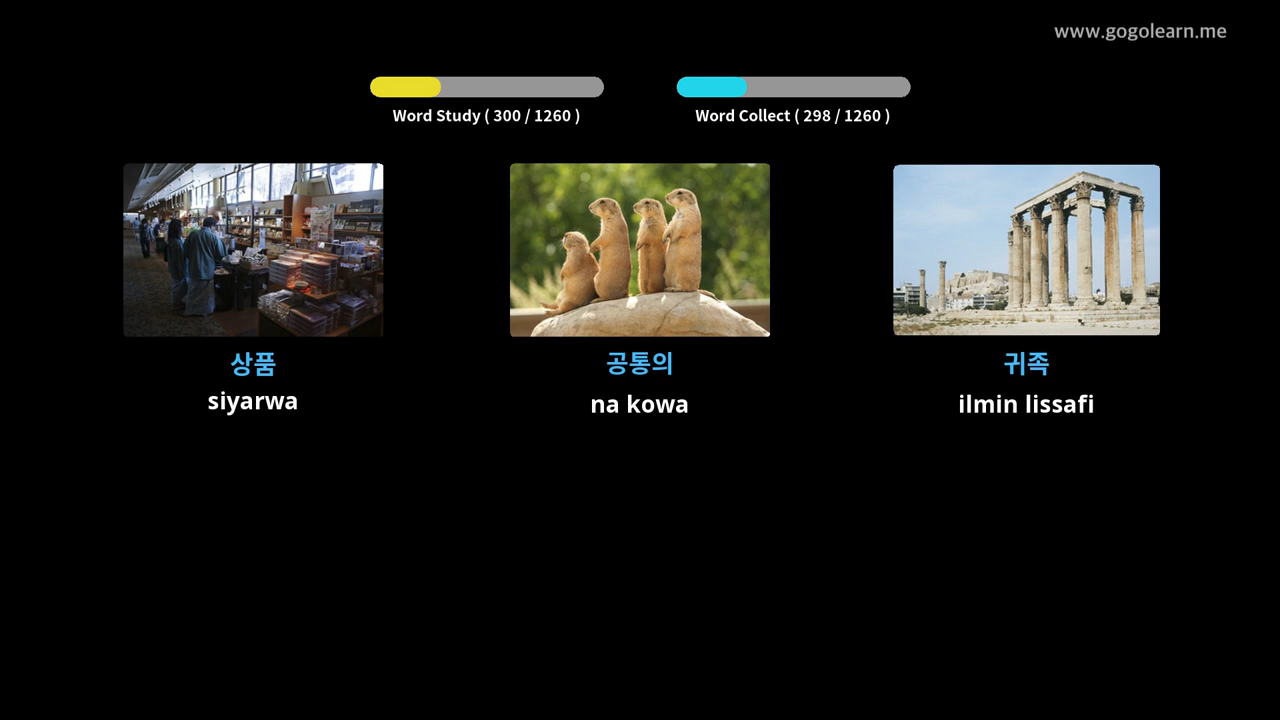 www.gogolearn.me
Word Study ( 300 / 1260 )
Word Collect ( 298 / 1260 )
상품
siyarwa
공통의
na kowa
귀족
ilmin lissafi